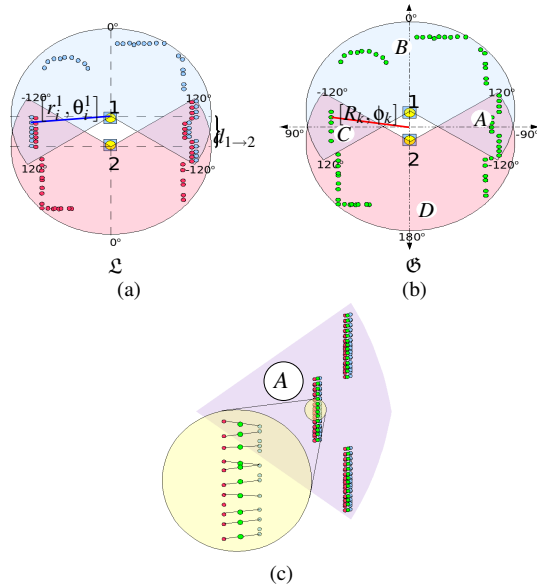 0°
-120°
120°
[r_i^1, θ_i^1]
1
d_{1→2}
2
120°
-120°
0°
𝔏
(a)
0°
B
-120°
120°
[R_k, ϕ_k]
1
A
90°
C
-90°
2
120°
-120°
D
180°
𝔊
(b)
A
(c)